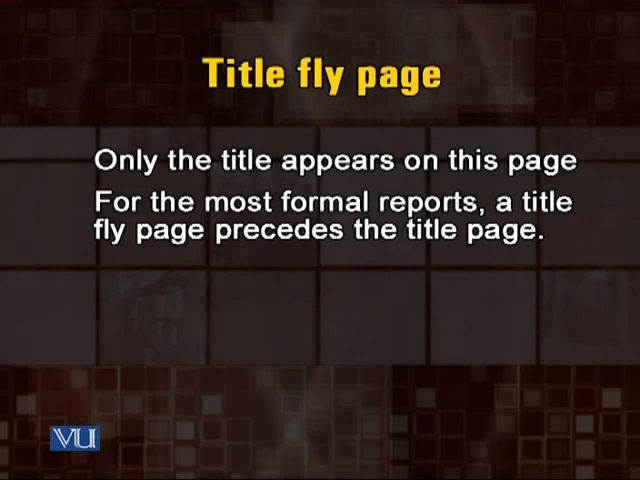 Title fly page
Only the title appears on this page
For the most formal reports, a title
fly page precedes the title page.
VU